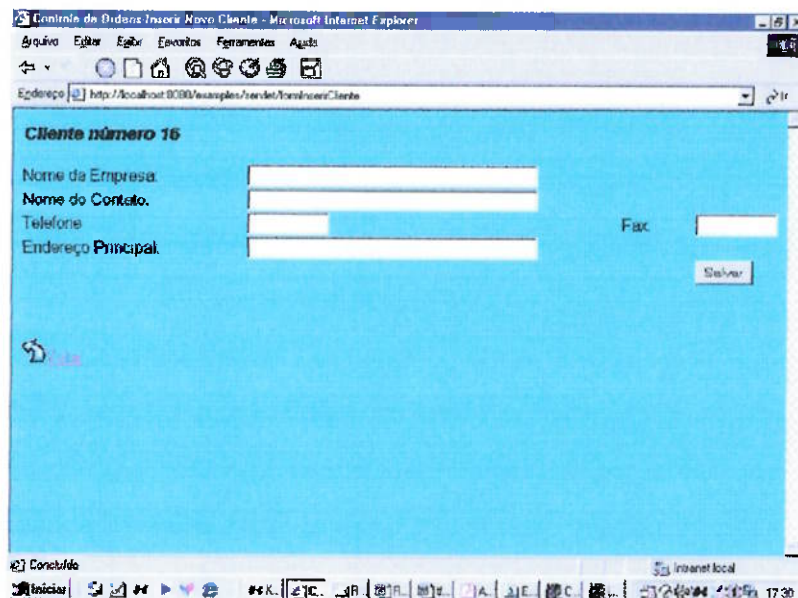 Controle de Ordens-Inserir Novo Cliente - Microsoft Internet Explorer
Arquivo Editar Exibir Favoritos Ferramentas Ajuda
Endereço http://localhost:8080/examples/servlet/formInserirCliente Ir
Cliente número 16
Nome da Empresa:
Nome do Contato.
Telefone Fax:
Endereço Principal:
Salvar
Voltar
Concluído Intranet local
Iniciar 17:30